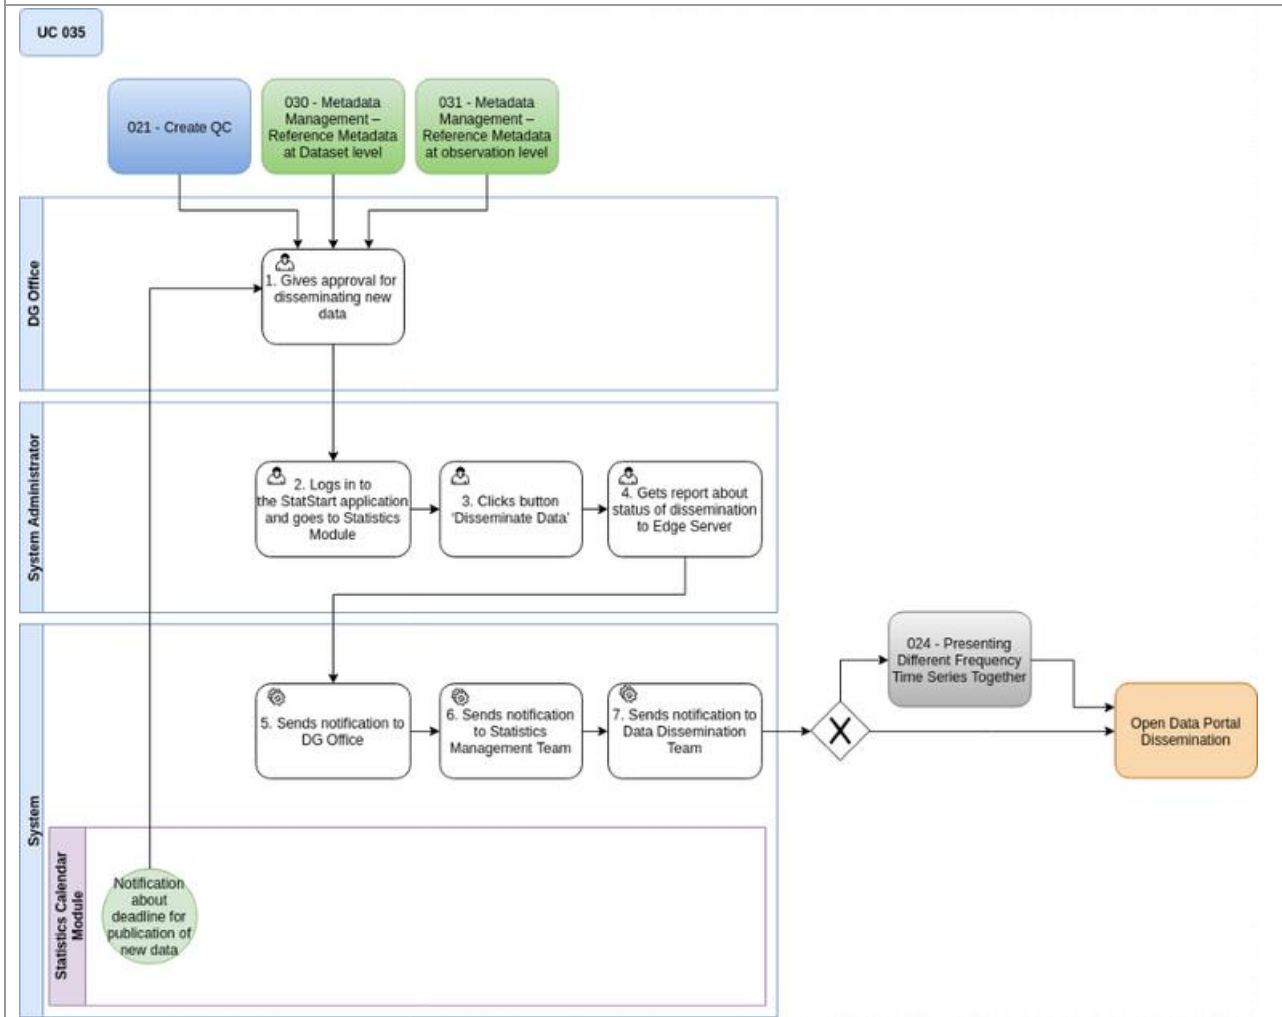 UC 035
021 - Create QC
030 - Metadata
Management –
Reference Metadata
at Dataset level
031 - Metadata
Management –
Reference Metadata
at observation level
DG Office
1. Gives approval for
disseminating new
data
System Administrator
2. Logs in to
the StatStart application
and goes to Statistics
Module
3. Clicks button
'Disseminate Data'
4. Gets report about
status of dissemination
to Edge Server
System
5. Sends notification to
DG Office
6. Sends notification
to Statistics
Management Team
7. Sends notification to
Data Dissemination
Team
024 - Presenting
Different Frequency
Time Series Together
Open Data Portal
Dissemination
Statistics Calendar
Module
Notification
about
deadline for
publication of
new data